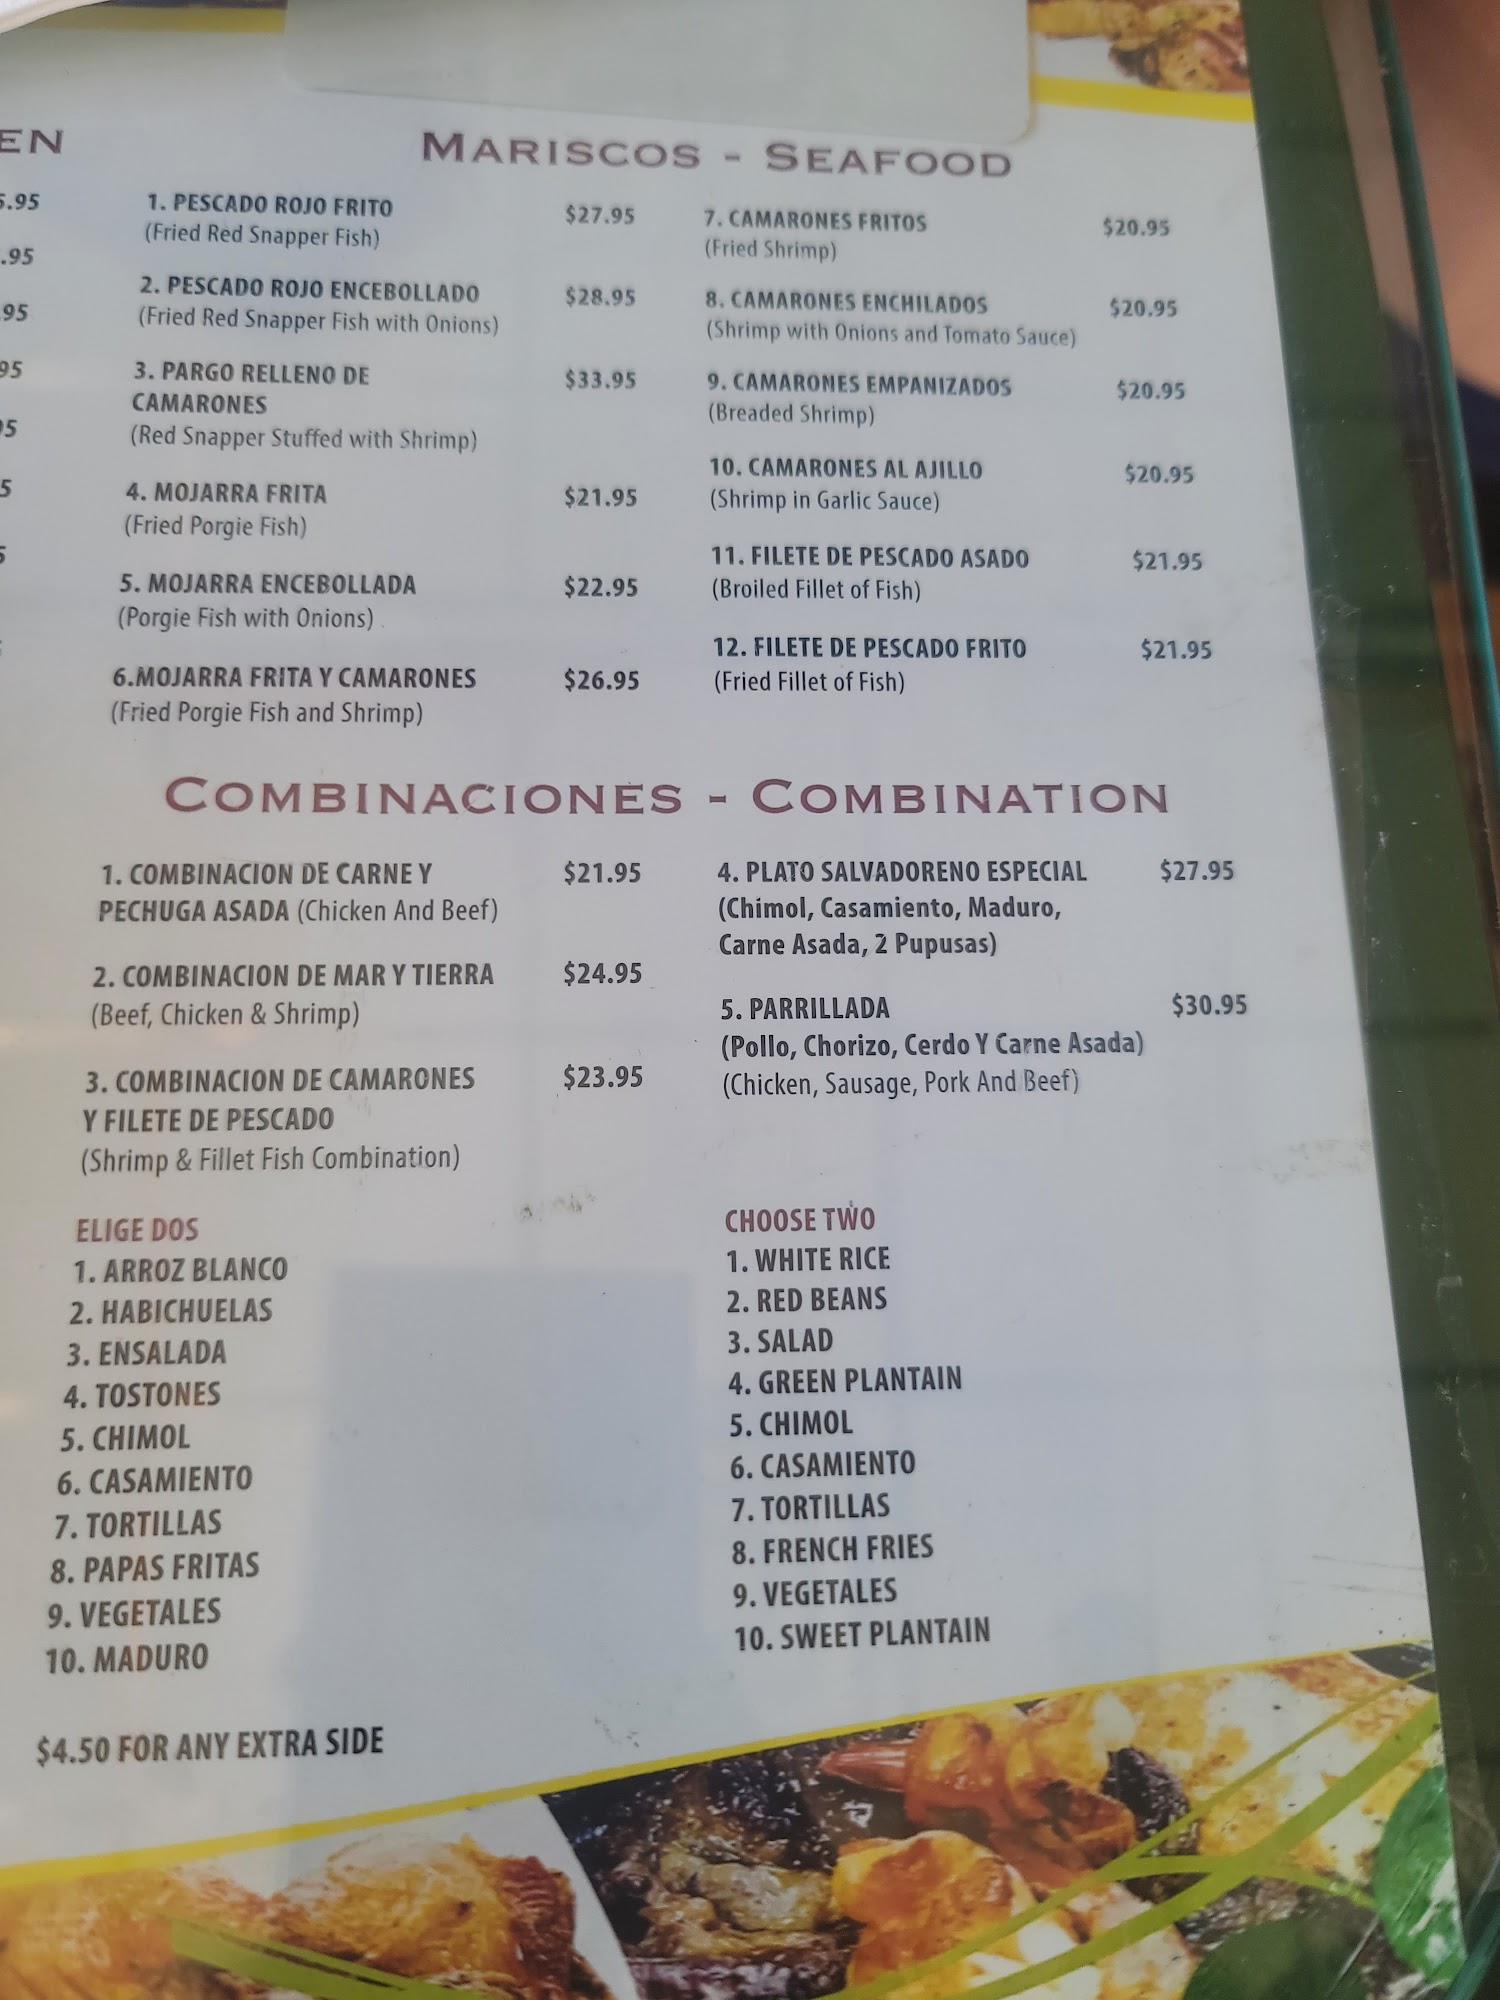 EN
5.95
.95
95
95
95
5
5
MARISCOS - SEAFOOD
1. PESCADO ROJO FRITO $27.95
(Fried Red Snapper Fish)
2. PESCADO ROJO ENCEBOLLADO $28.95
(Fried Red Snapper Fish with Onions)
3. PARGO RELLENO DE $33.95
CAMARONES
(Red Snapper Stuffed with Shrimp)
4. MOJARRA FRITA $21.95
(Fried Porgie Fish)
5. MOJARRA ENCEBOLLADA $22.95
(Porgie Fish with Onions)
6.MOJARRA FRITA Y CAMARONES $26.95
(Fried Porgie Fish and Shrimp)
7. CAMARONES FRITOS $20.95
(Fried Shrimp)
8. CAMARONES ENCHILADOS $20.95
(Shrimp with Onions and Tomato Sauce)
9. CAMARONES EMPANIZADOS $20.95
(Breaded Shrimp)
10. CAMARONES AL AJILLO $20.95
(Shrimp in Garlic Sauce)
11. FILETE DE PESCADO ASADO $21.95
(Broiled Fillet of Fish)
12. FILETE DE PESCADO FRITO $21.95
(Fried Fillet of Fish)
COMBINACIONES - COMBINATION
1. COMBINACION DE CARNE Y $21.95
PECHUGA ASADA (Chicken And Beef)
2. COMBINACION DE MAR Y TIERRA $24.95
(Beef, Chicken & Shrimp)
3. COMBINACION DE CAMARONES $23.95
Y FILETE DE PESCADO
(Shrimp & Fillet Fish Combination)
4. PLATO SALVADORENO ESPECIAL $27.95
(Chimol, Casamiento, Maduro,
Carne Asada, 2 Pupusas)
5. PARRILLADA $30.95
(Pollo, Chorizo, Cerdo Y Carne Asada)
(Chicken, Sausage, Pork And Beef)
ELIGE DOS
1. ARROZ BLANCO
2. HABICHUELAS
3. ENSALADA
4. TOSTONES
5. CHIMOL
6. CASAMIENTO
7. TORTILLAS
8. PAPAS FRITAS
9. VEGETALES
10. MADURO
CHOOSE TWO
1. WHITE RICE
2. RED BEANS
3. SALAD
4. GREEN PLANTAIN
5. CHIMOL
6. CASAMIENTO
7. TORTILLAS
8. FRENCH FRIES
9. VEGETALES
10. SWEET PLANTAIN
$4.50 FOR ANY EXTRA SIDE